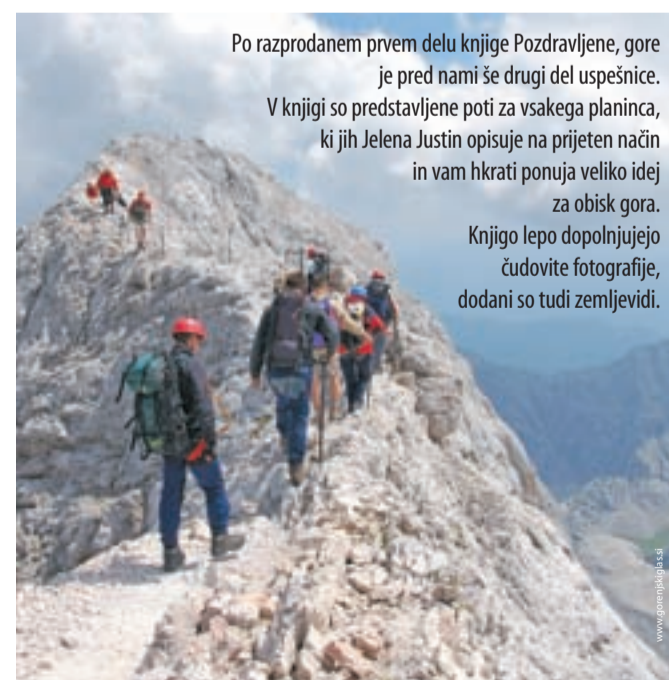 Po razprodanem prvem delu knjige Pozdravljene, gore
je pred nami še drugi del uspešnice.
V knjigi so predstavljene poti za vsakega planinca,
ki jih Jelena Justin opisuje na prijeten način
in vam hkrati ponuja veliko idej
za obisk gora.
Knjigo lepo dopolnjujejo
čudovite fotografije,
dodani so tudi zemljevidi.
www.gorenjskiglas.si